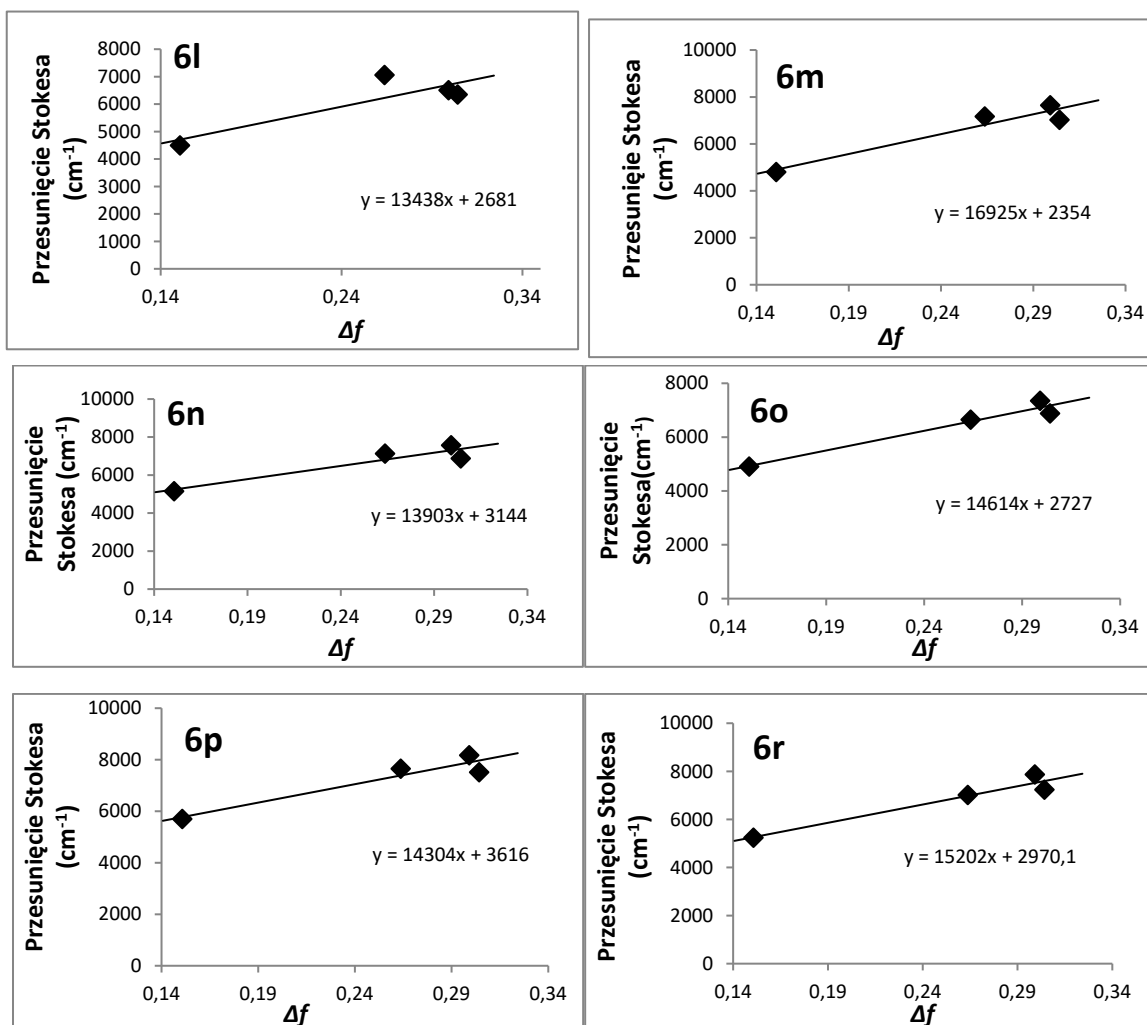 6l
Przesunięcie Stokesa
(cm-1)
8000
7000
6000
5000
4000
3000
2000
1000
0
y = 13438x + 2681
0,14
0,24
0,34
Δf
6m
Przesunięie Stokesa
(cm-1)
10000
8000
6000
4000
2000
0
y = 16925x + 2354
0,14
0,19
0,24
0,29
0,34
Δf
6n
Przesunięcie
Stokesa (cm-1)
10000
8000
6000
4000
2000
0
y = 13903x + 3144
0,14
0,19
0,24
0,29
0,34
Δf
6o
Przesunięcie
Stokesa(cm-1)
8000
6000
4000
2000
0
y = 14614x + 2727
0,14
0,19
0,24
0,29
0,34
Δf
6p
Przesunięcie Stokesa
(cm-1)
10000
8000
6000
4000
2000
0
y = 14304x + 3616
0,14
0,19
0,24
0,29
0,34
Δf
6r
Przesunięcie Stokesa
(cm-1)
10000
8000
6000
4000
2000
0
y = 15202x + 2970,1
0,14
0,19
0,24
0,29
0,34
Δf